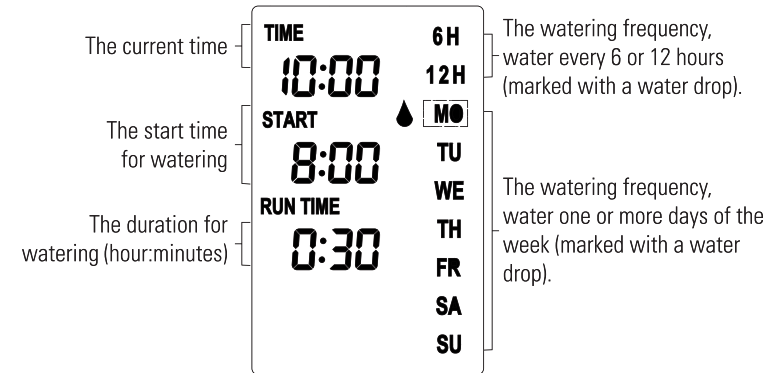 The current time
TIME
10:00
The start time
for watering
START
8:00
The duration for
watering (hour:minutes)
RUN TIME
0:30
6H
12H
MO
TU
WE
TH
FR
SA
SU
The watering frequency,
water every 6 or 12 hours
(marked with a water drop).
The watering frequency,
water one or more days of the
week (marked with a water
drop).